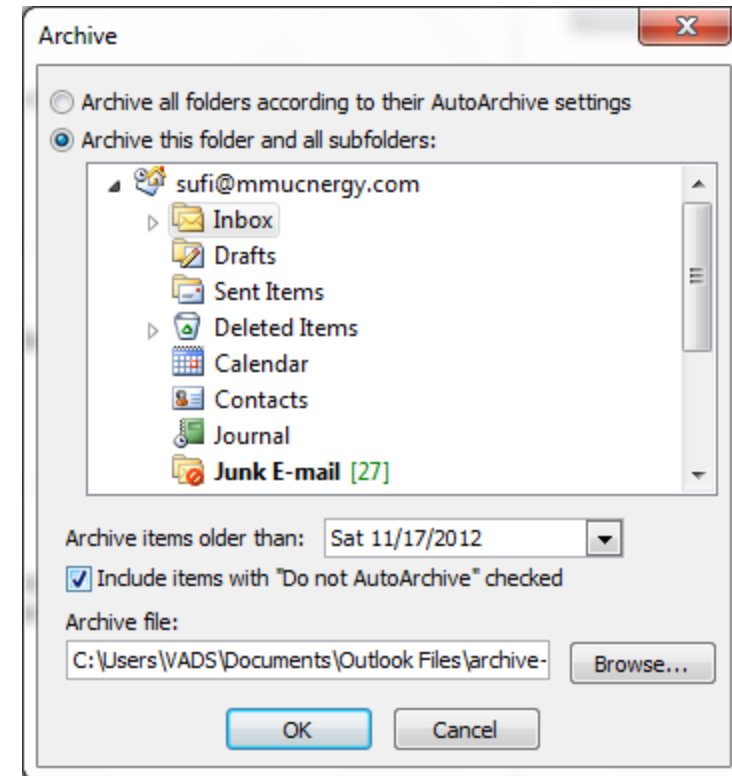 Archive
Archive all folders according to their AutoArchive settings
Archive this folder and all subfolders:
sufi@mmucnergy.com
Inbox
Drafts
Sent Items
Deleted Items
Calendar
Contacts
Journal
Junk E-mail [27]
Archive items older than: Sat 11/17/2012
Include items with "Do not AutoArchive" checked
Archive file:
C:\Users\VADS\Documents\Outlook Files\archive- Browse...
OK Cancel